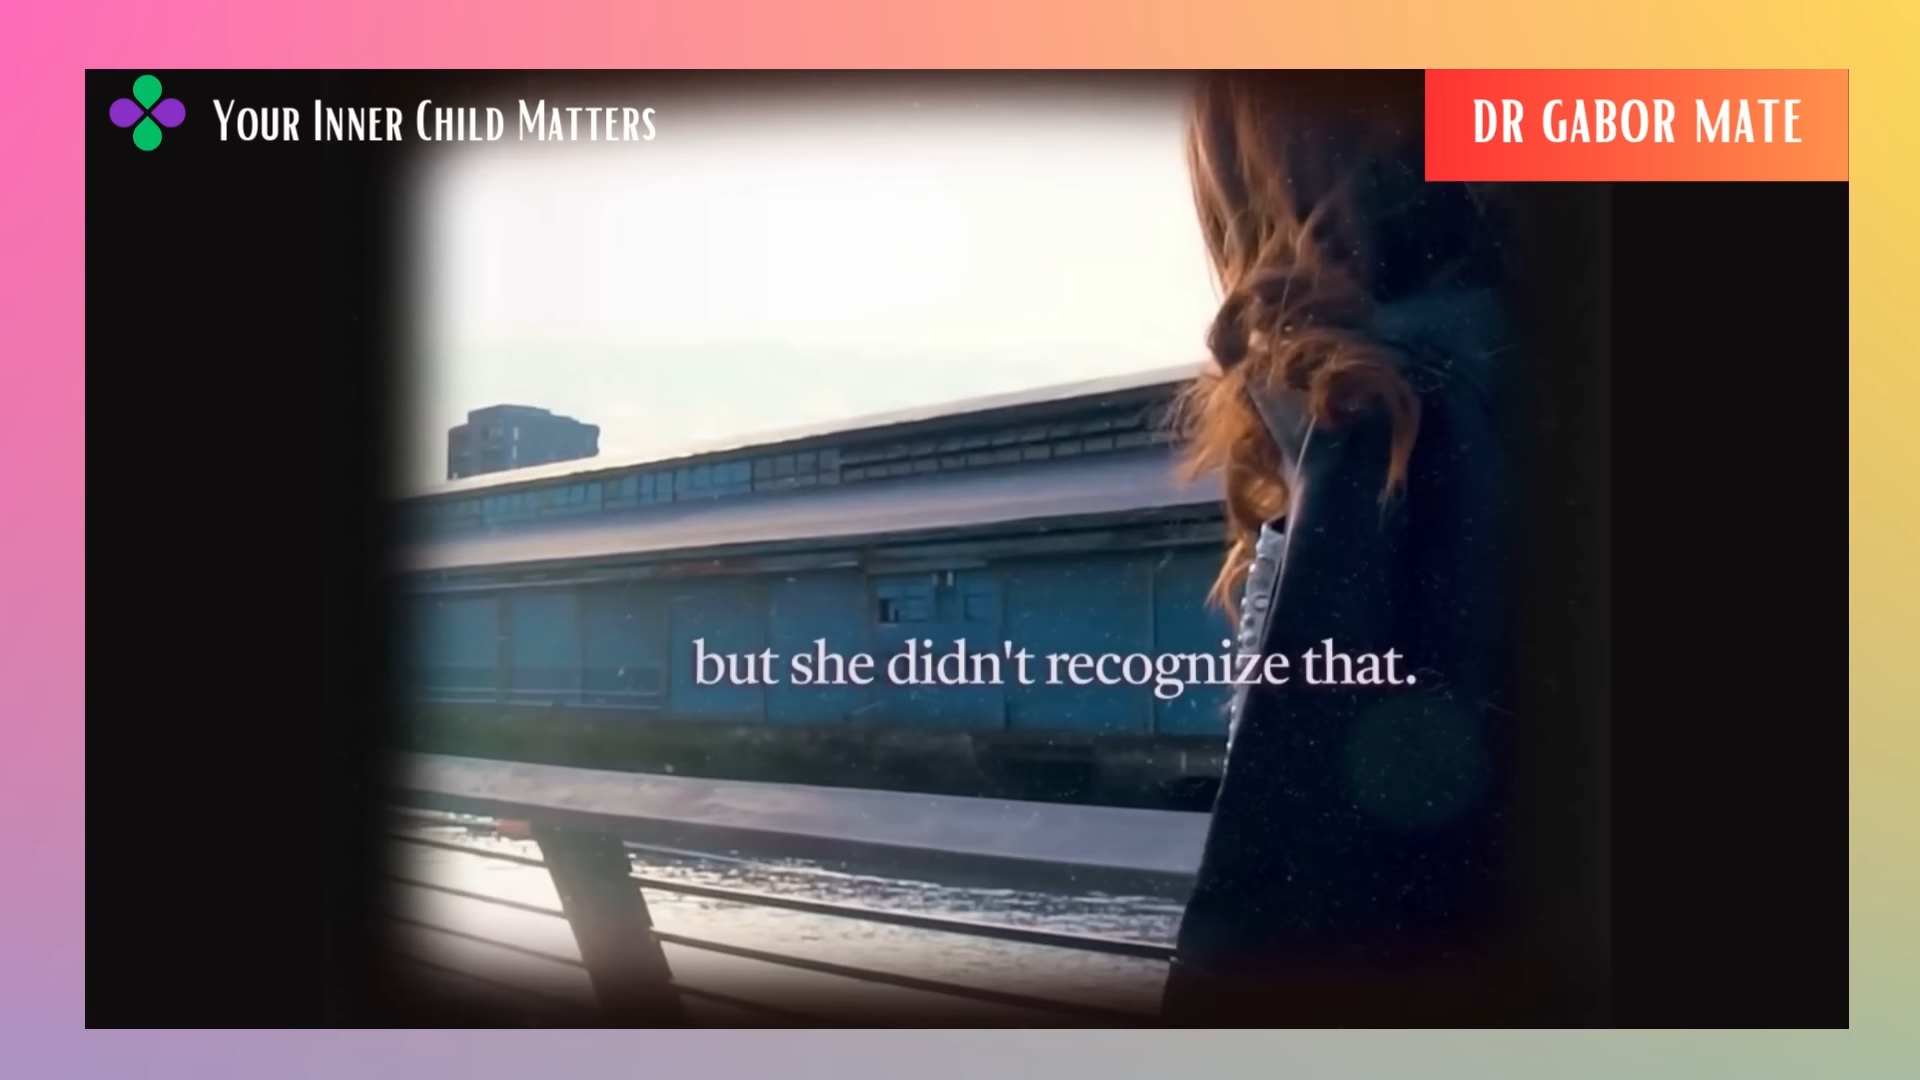 Your Inner Child Matters
DR GABOR MATE
but she didn't recognize that.